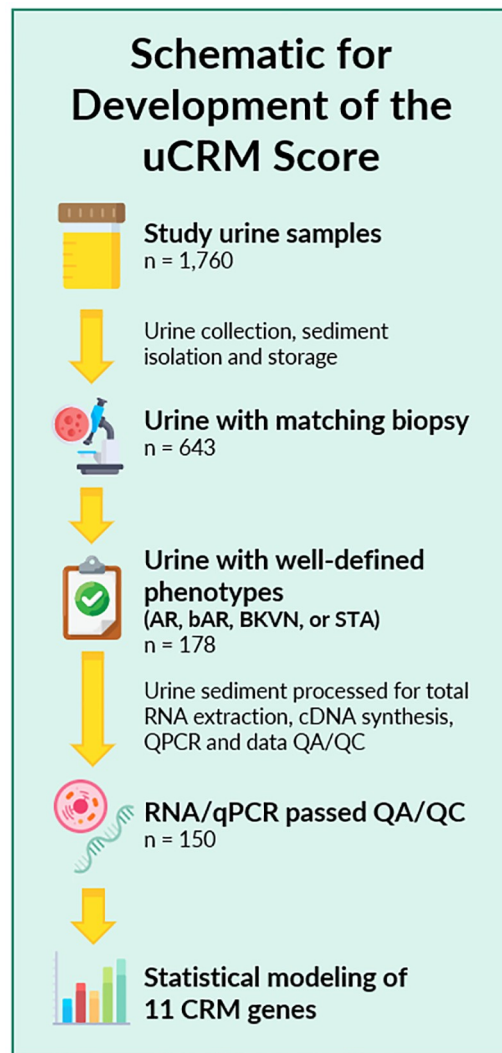 Schematic for
Development of the
uCRM Score
Study urine samples
n = 1,760
Urine collection, sediment
isolation and storage
Urine with matching biopsy
n = 643
Urine with well-defined
phenotypes
(AR, bAR, BKVN, or STA)
n = 178
Urine sediment processed for total
RNA extraction, cDNA synthesis,
QPCR and data QA/QC
RNA/qPCR passed QA/QC
n = 150
Statistical modeling of
11 CRM genes